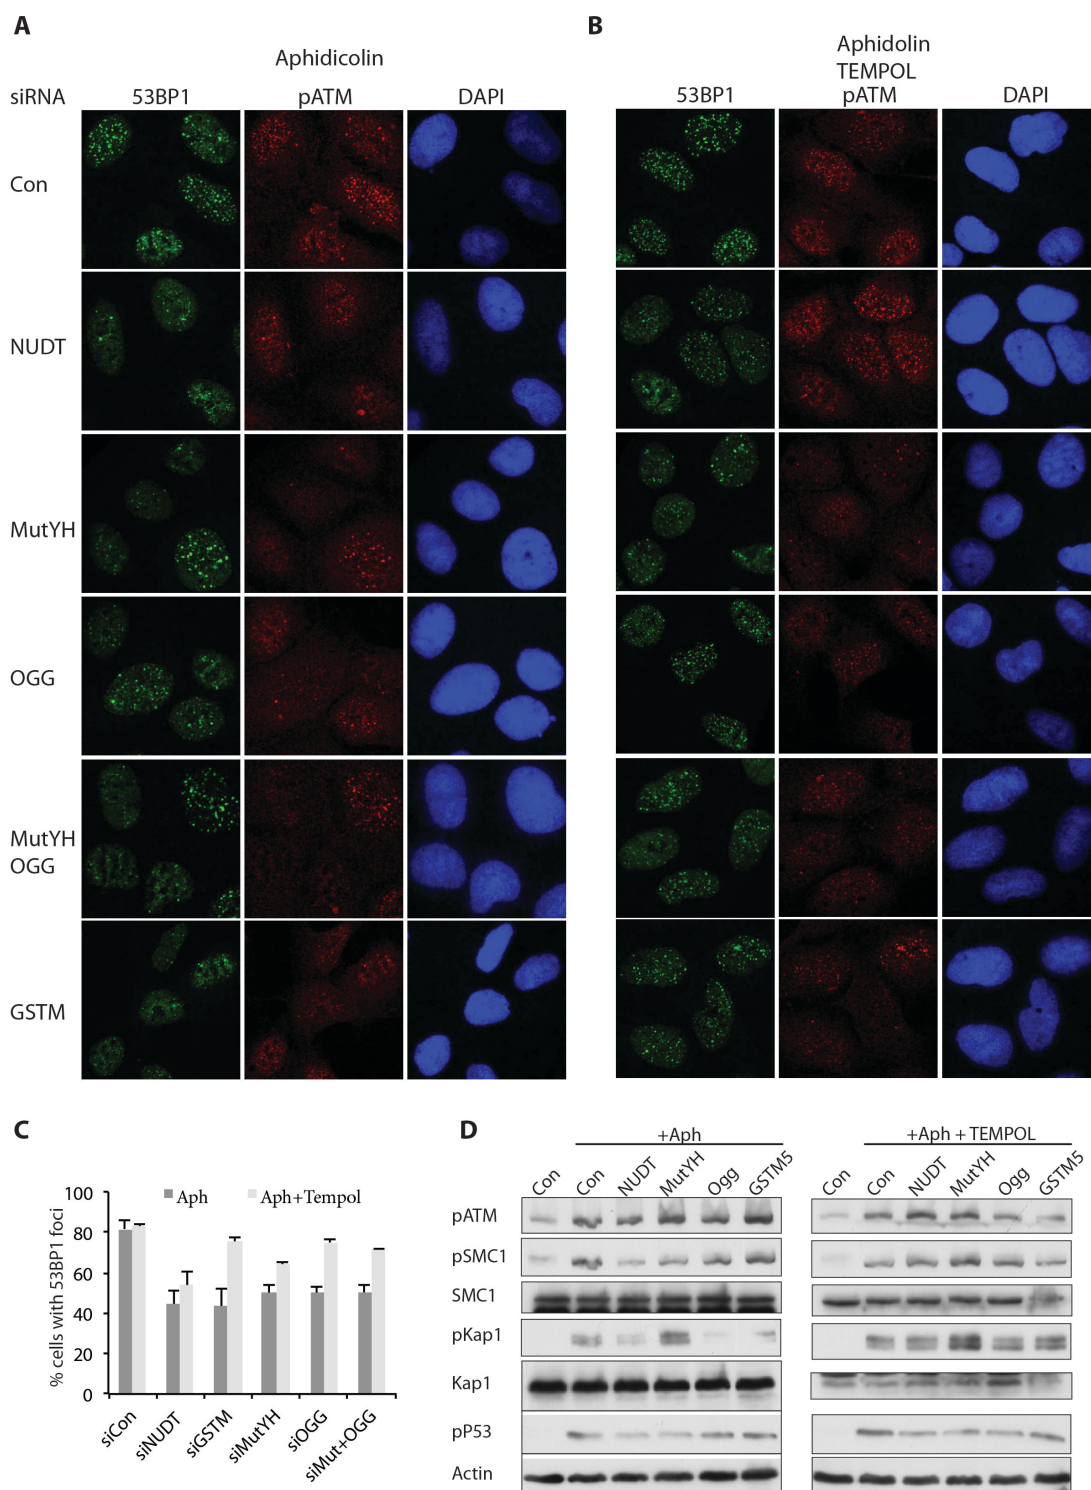 A
Aphidicolin
siRNA 53BP1 pATM DAPI
Con
NUDT
MutYH
OGG
MutYH
OGG
GSTM
B
Aphidolin
TEMPOL
53BP1 pATM DAPI
C
100
80
60
40
20
0
% cells with 53BP1 foci
Aph Aph+Tempol
siCon siNUDT siGSTM siMutYH siOGG siMut+OGG
D
+Aph
Con Con NUDT MutYH Ogg GSTM5
+Aph + TEMPOL
Con Con NUDT MutYH Ogg GSTM5
pATM
pSMC1
SMC1
pKap1
Kap1
pP53
Actin